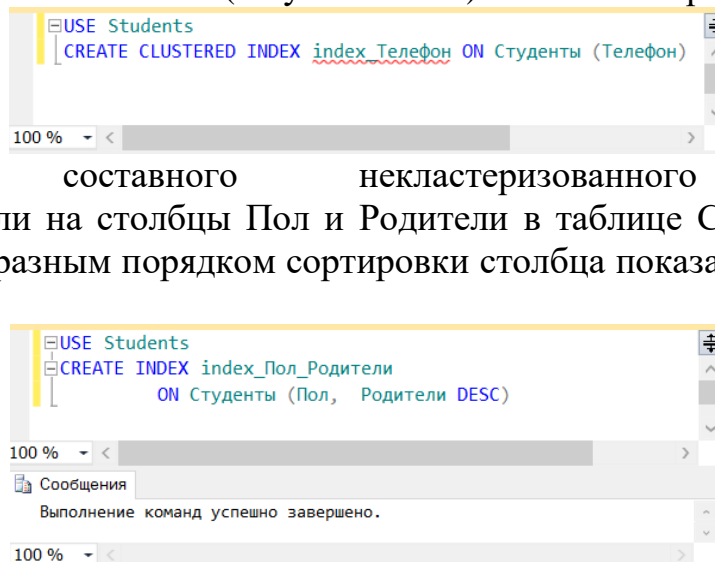 USE Students
CREATE CLUSTERED INDEX index_Телефон ON Студенты (Телефон)
100 %
составного некластеризованного
на столбцы Пол и Родители в таблице
разным порядком сортировки столбца
USE Students
CREATE INDEX index_Пол_Родители
ON Студенты (Пол, Родители DESC)
100 %
Сообщения
Выполнение команд успешно завершено.
100 %